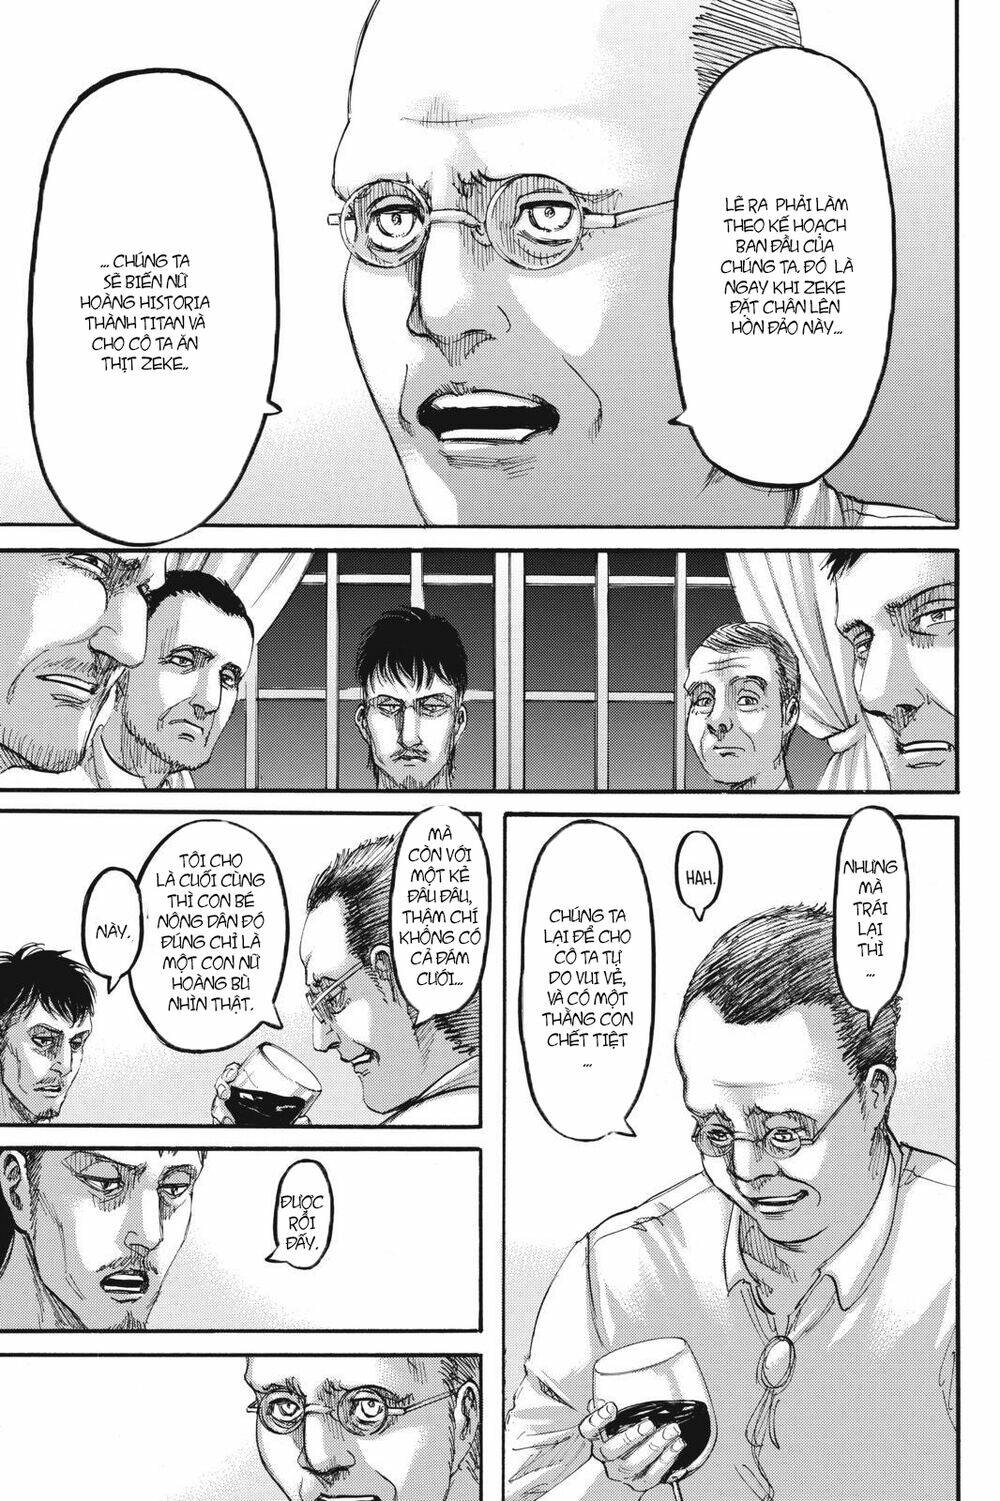 LẼ RA PHẢI LÀM
THEO KẾ HOẠCH
BAN ĐẦU CỦA
CHÚNG TA. ĐÓ LÀ
NGAY KHI ZEKE
ĐẶT CHÂN LÊN
HÒN ĐẢO NÀY...
... CHÚNG TA
SẼ BIẾN NỮ
HOÀNG HISTORIA
THÀNH TITAN VÀ
CHO CÔ TA ĂN
THỊT ZEKE..
NHƯNG
MÀ
TRÁI
LẠI
THÌ
...
HAH.
CHÚNG TA
LẠI ĐỂ CHO
CÔ TA TỰ
DO VUI VẺ,
VÀ CÓ MỘT
THẰNG CON
CHẾT TIỆT
...
MÀ
CÒN VỚI
MỘT KẺ
ĐÂU ĐÂU,
THẬM CHÍ
KHÔNG CÓ
CẢ ĐÁM
CƯỚI...
TÔI CHO
LÀ CUỐI CÙNG
THÌ CON BÉ
NÔNG DÂN ĐÓ
ĐÚNG CHỈ LÀ
MỘT CON NỮ
HOÀNG BÙ
NHÌN THẬT.
NÀY.
ĐƯỢC
RỒI
ĐẤY.